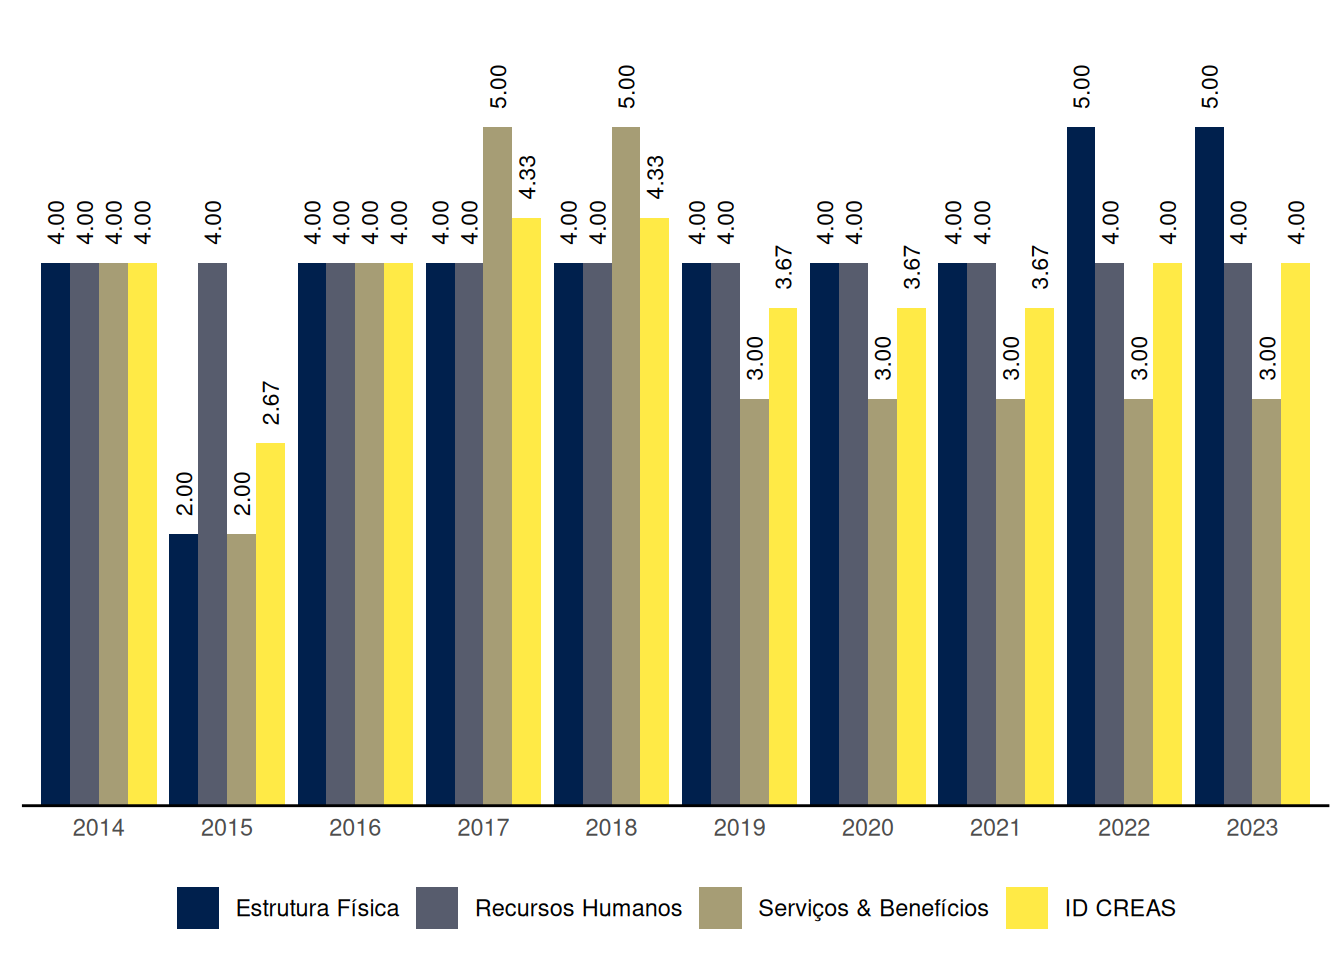 5.00 5.00 5.00 5.00
4.33 4.33
4.00 4.00 4.00 4.00 4.00 4.00 4.00 4.00 4.00 4.00 4.00 4.00 4.00 4.00 4.00 4.00 4.00 4.00 4.00 4.00 4.00 4.00 4.00
3.67 3.67 3.67
3.00 3.00 3.00 3.00 3.00
2.67
2.00 2.00
2014 2015 2016 2017 2018 2019 2020 2021 2022 2023
Estrutura Física Recursos Humanos Serviços & Benefícios ID CREAS